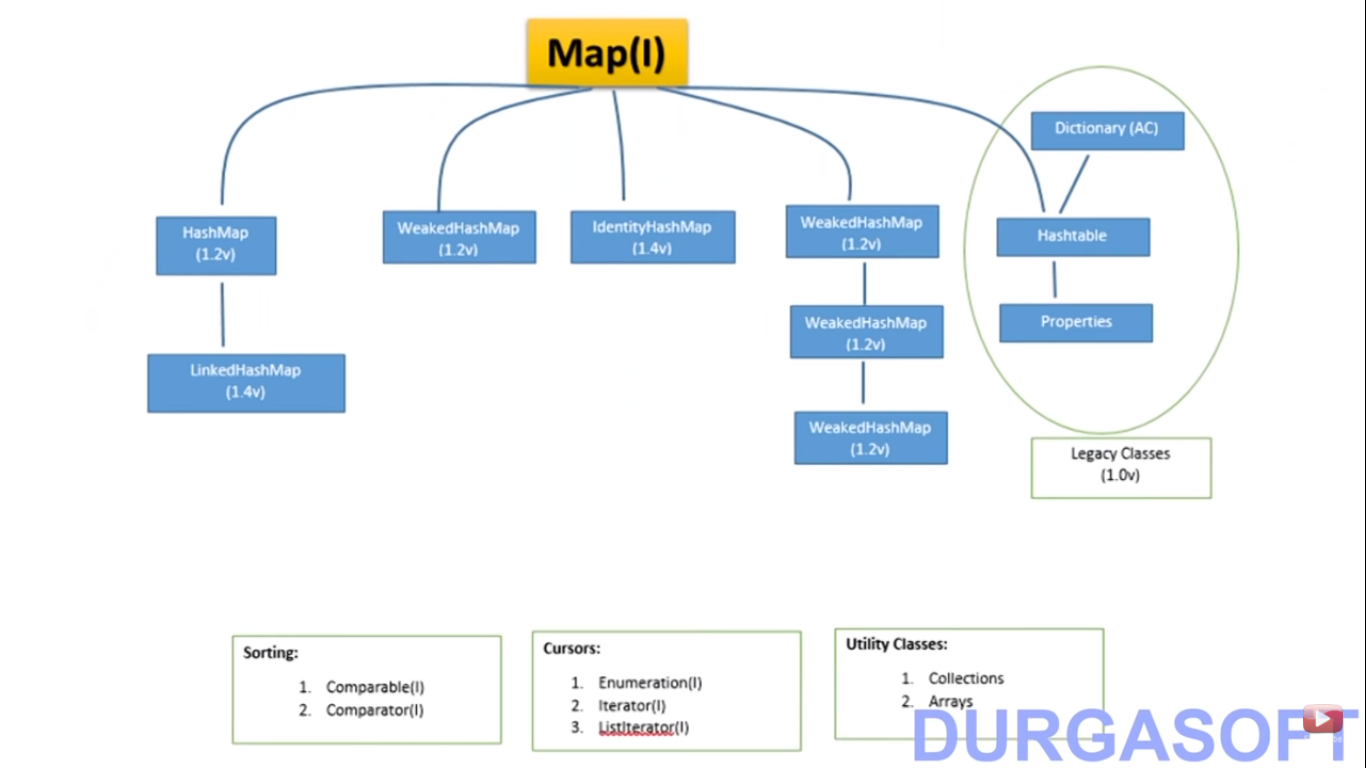 Map(I)
Dictionary (AC)
HashMap
(1.2v)
WeakedHashMap
(1.2v)
IdentityHashMap
(1.4v)
WeakedHashMap
(1.2v)
Hashtable
WeakedHashMap
(1.2v)
Properties
LinkedHashMap
(1.4v)
WeakedHashMap
(1.2v)
Legacy Classes
(1.0v)
Sorting:
1. Comparable(I)
2. Comparator(I)
Cursors:
1. Enumeration(I)
2. Iterator(I)
3. ListIterator(I)
Utility Classes:
1. Collections
2. Arrays
DURGASOFT